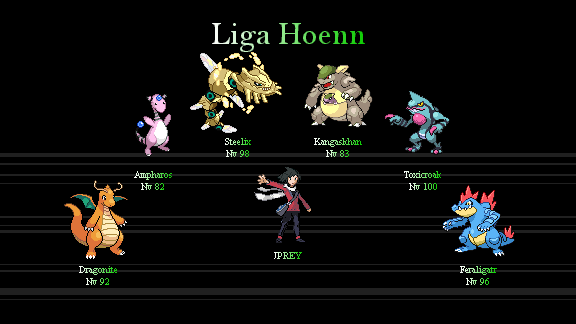 Liga Hoenn
Steelix
Nv 98
Kangaskhan
Nv 83
Ampharos
Nv 82
Toxicroak
Nv 100
JPREY
Dragonite
Nv 92
Feraligatr
Nv 96